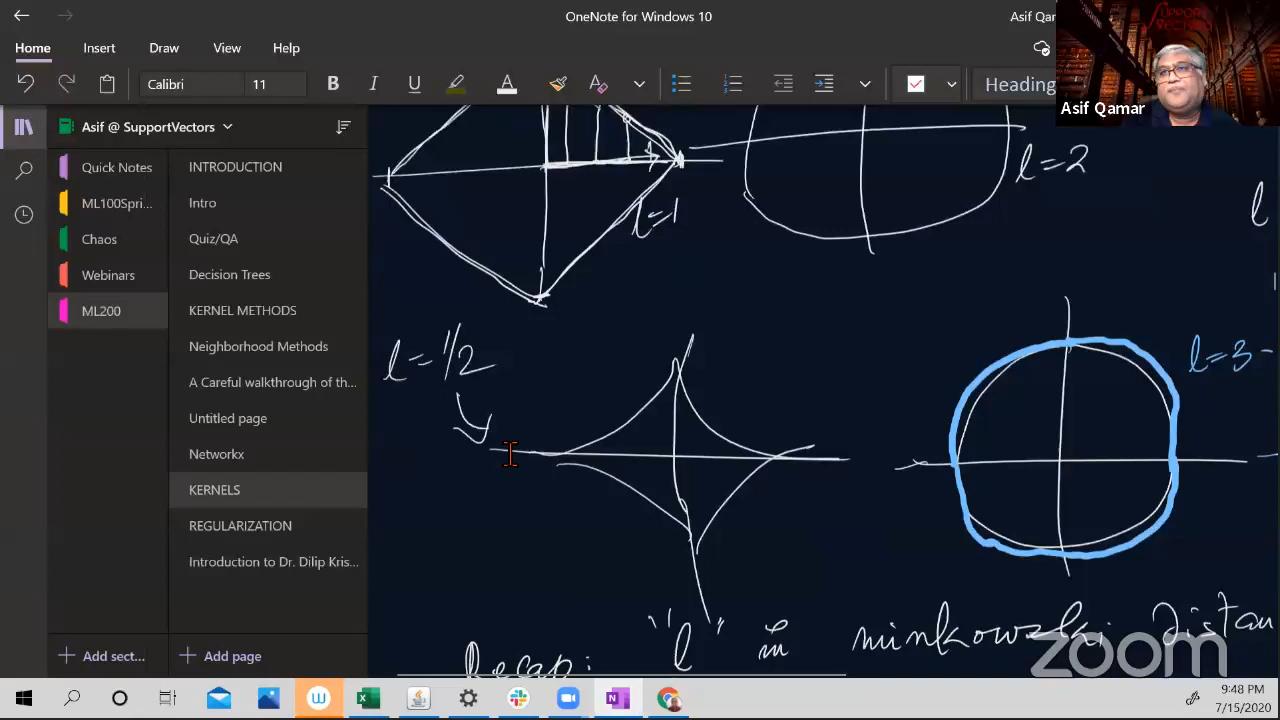 OneNote for Windows 10
Asif Qar
SUPPORT
VECTORS
Asif Qamar
Home Insert Draw View Help
Calibri 11 B I U A Heading
Asif @ SupportVectors
Quick Notes
ML100Spri...
Chaos
Webinars
ML200
INTRODUCTION
Intro
Quiz/QA
Decision Trees
KERNEL METHODS
Neighborhood Methods
A Careful walkthrough of th...
Untitled page
Networkx
KERNELS
REGULARIZATION
Introduction to Dr. Dilip Kris...
Add sect...
Add page
l=1
l=2
l
l=1/2
l=3-
Recap: "l" in minkowski distan
zoom
9:48 PM
7/15/2020